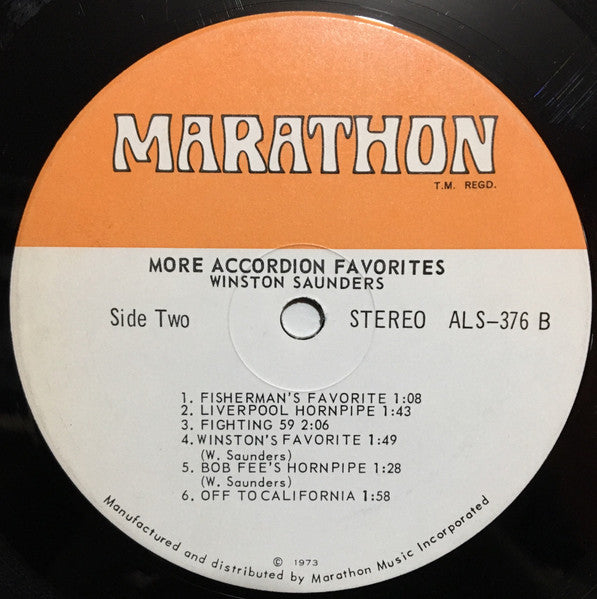 MARATHON
T.M. REGD.
MORE ACCORDION FAVORITES
WINSTON SAUNDERS
Side Two
STEREO ALS-376 B
1. FISHERMAN'S FAVORITE 1:08
2. LIVERPOOL HORNPIPE 1:43
3. FIGHTING 59 2:06
4. WINSTON'S FAVORITE 1:49
(W. Saunders)
5. BOB FEE'S HORNPIPE 1:28
(W. Saunders)
6. OFF TO CALIFORNIA 1:58
© 1973
Manufactured and distributed by Marathon Music Incorporated